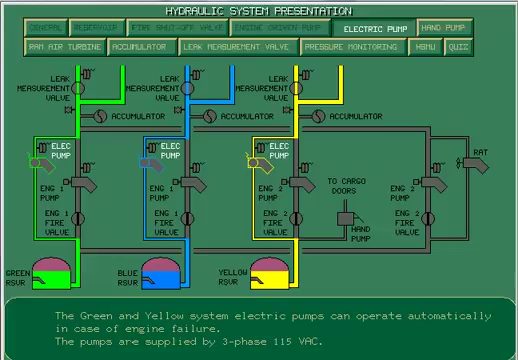 HYDRAULIC SYSTEM PRESENTATION
GENERAL RESERVOIR FIRE SHUT-OFF VALVE ENGINE DRIVEN PUMP ELECTRIC PUMP HAND PUMP
RAM AIR TURBINE ACCUMULATOR LEAK MEASUREMENT VALVE PRESSURE MONITORING HSMU QUIZ
LEAK LEAK LEAK
MEASUREMENT MEASUREMENT MEASUREMENT
VALVE VALVE VALVE
ACCUMULATOR ACCUMULATOR ACCUMULATOR
ELEC ELEC ELEC
PUMP PUMP PUMP
RAT
TO CARGO
DOORS
ENG 1 ENG 1 ENG 2 ENG 2
PUMP PUMP PUMP PUMP
ENG 1 ENG 1 ENG 2 ENG 2
FIRE FIRE FIRE FIRE
VALVE VALVE VALVE VALVE
HAND
PUMP
GREEN BLUE YELLOW
RSVR RSVR RSVR
The Green and Yellow system electric pumps can operate automatically
in case of engine failure.
The pumps are supplied by 3-phase 115 VAC.